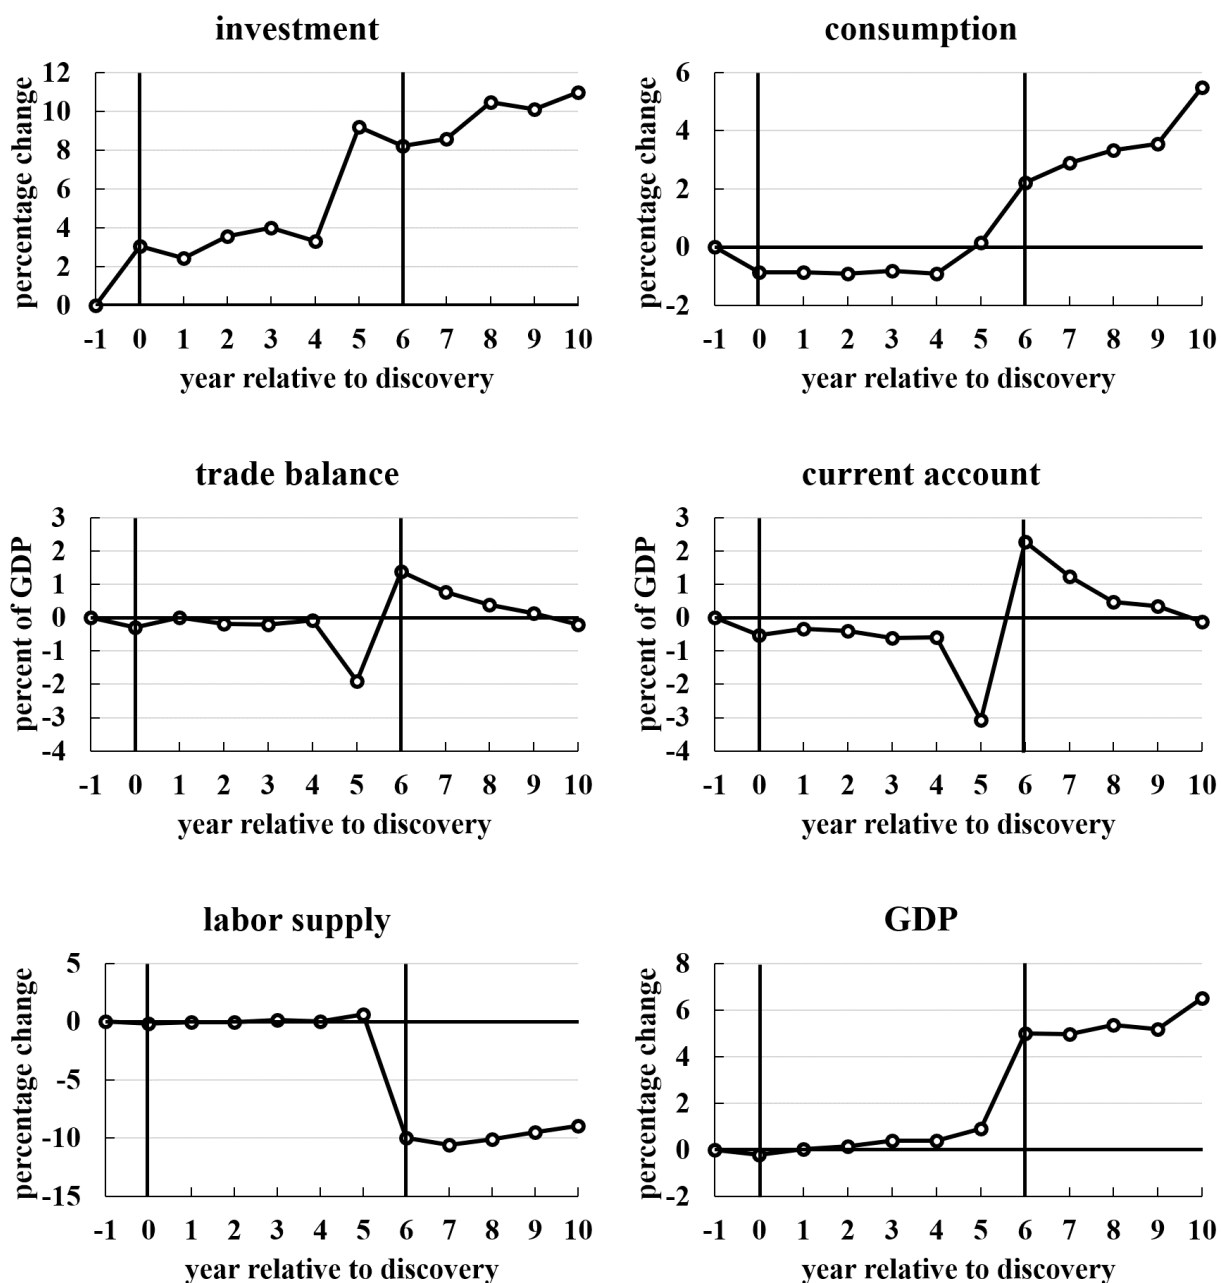 investment
percentage change
12
10
8
6
4
2
0
-1 0 1 2 3 4 5 6 7 8 9 10
year relative to discovery
consumption
percentage change
6
4
2
0
-2
-1 0 1 2 3 4 5 6 7 8 9 10
year relative to discovery
trade balance
percent of GDP
3
2
1
0
-1
-2
-3
-4
-1 0 1 2 3 4 5 6 7 8 9 10
year relative to discovery
current account
percent of GDP
3
2
1
0
-1
-2
-3
-4
-1 0 1 2 3 4 5 6 7 8 9 10
year relative to discovery
labor supply
percentage change
5
0
-5
-10
-15
-1 0 1 2 3 4 5 6 7 8 9 10
year relative to discovery
GDP
percentage change
8
6
4
2
0
-2
-1 0 1 2 3 4 5 6 7 8 9 10
year relative to discovery